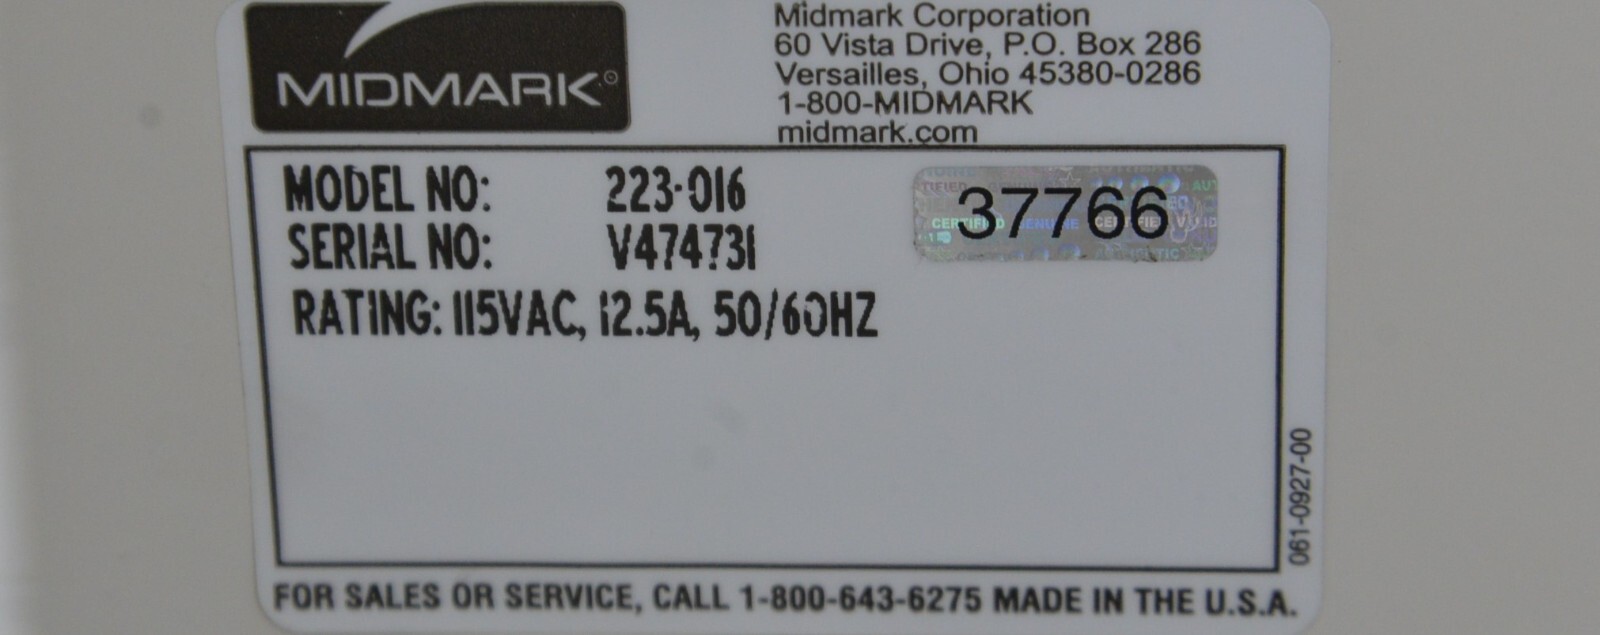 MIDMARK®
Midmark Corporation
60 Vista Drive, P.O. Box 286
Versailles, Ohio 45380-0286
1-800-MIDMARK
midmark.com
MODEL NO: 223-016
SERIAL NO: V474731
37766
RATING: 115VAC, 12.5A, 50/60HZ
061-0927-00
FOR SALES OR SERVICE, CALL 1-800-643-6275 MADE IN THE U.S.A.